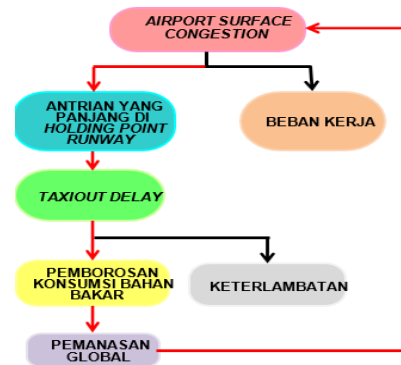 AIRPORT SURFACE
CONGESTION
ANTRIAN YANG
PANJANG DI
HOLDING POINT
RUNWAY
BEBAN KERJA
TAXIOUT DELAY
PEMBOROSAN
KONSUMSI BAHAN
BAKAR
KETERLAMBATAN
PEMANASAN
GLOBAL